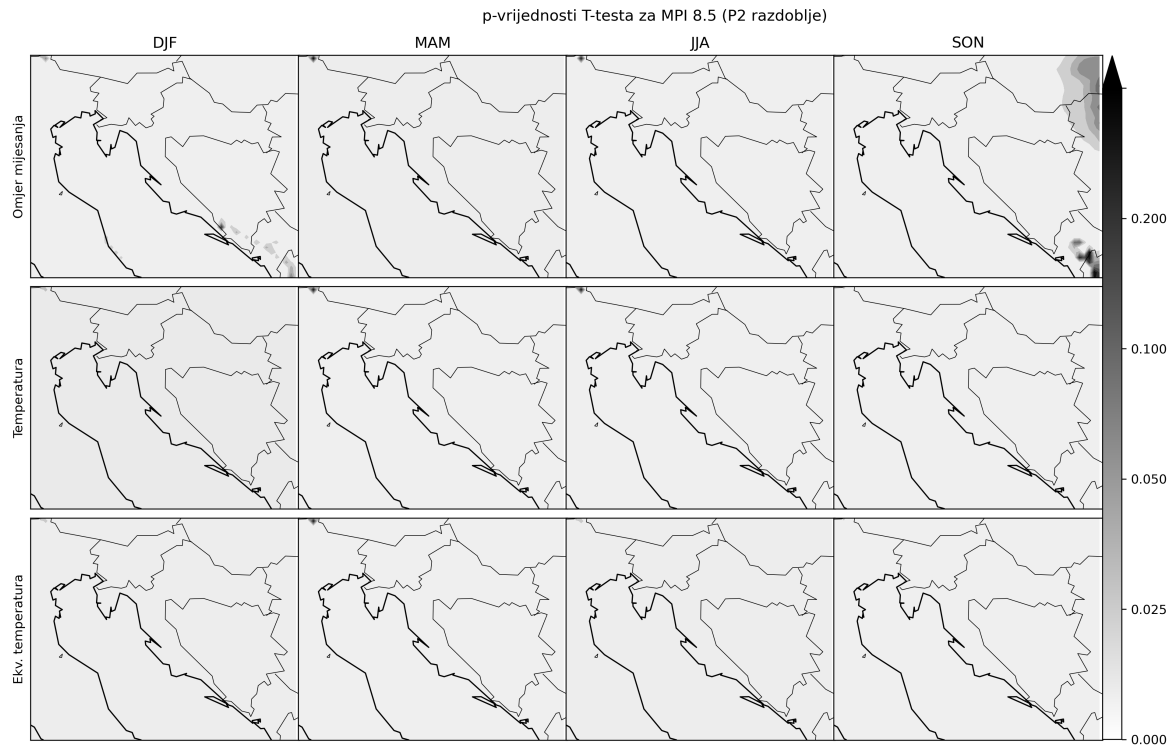 p-vrijednosti T-testa za MPI 8.5 (P2 razdoblje)
DJF
MAM
JJA
SON
Omjer mijesanja
Temperatura
Ekv. temperatura
0.200
0.100
0.050
0.025
0.000